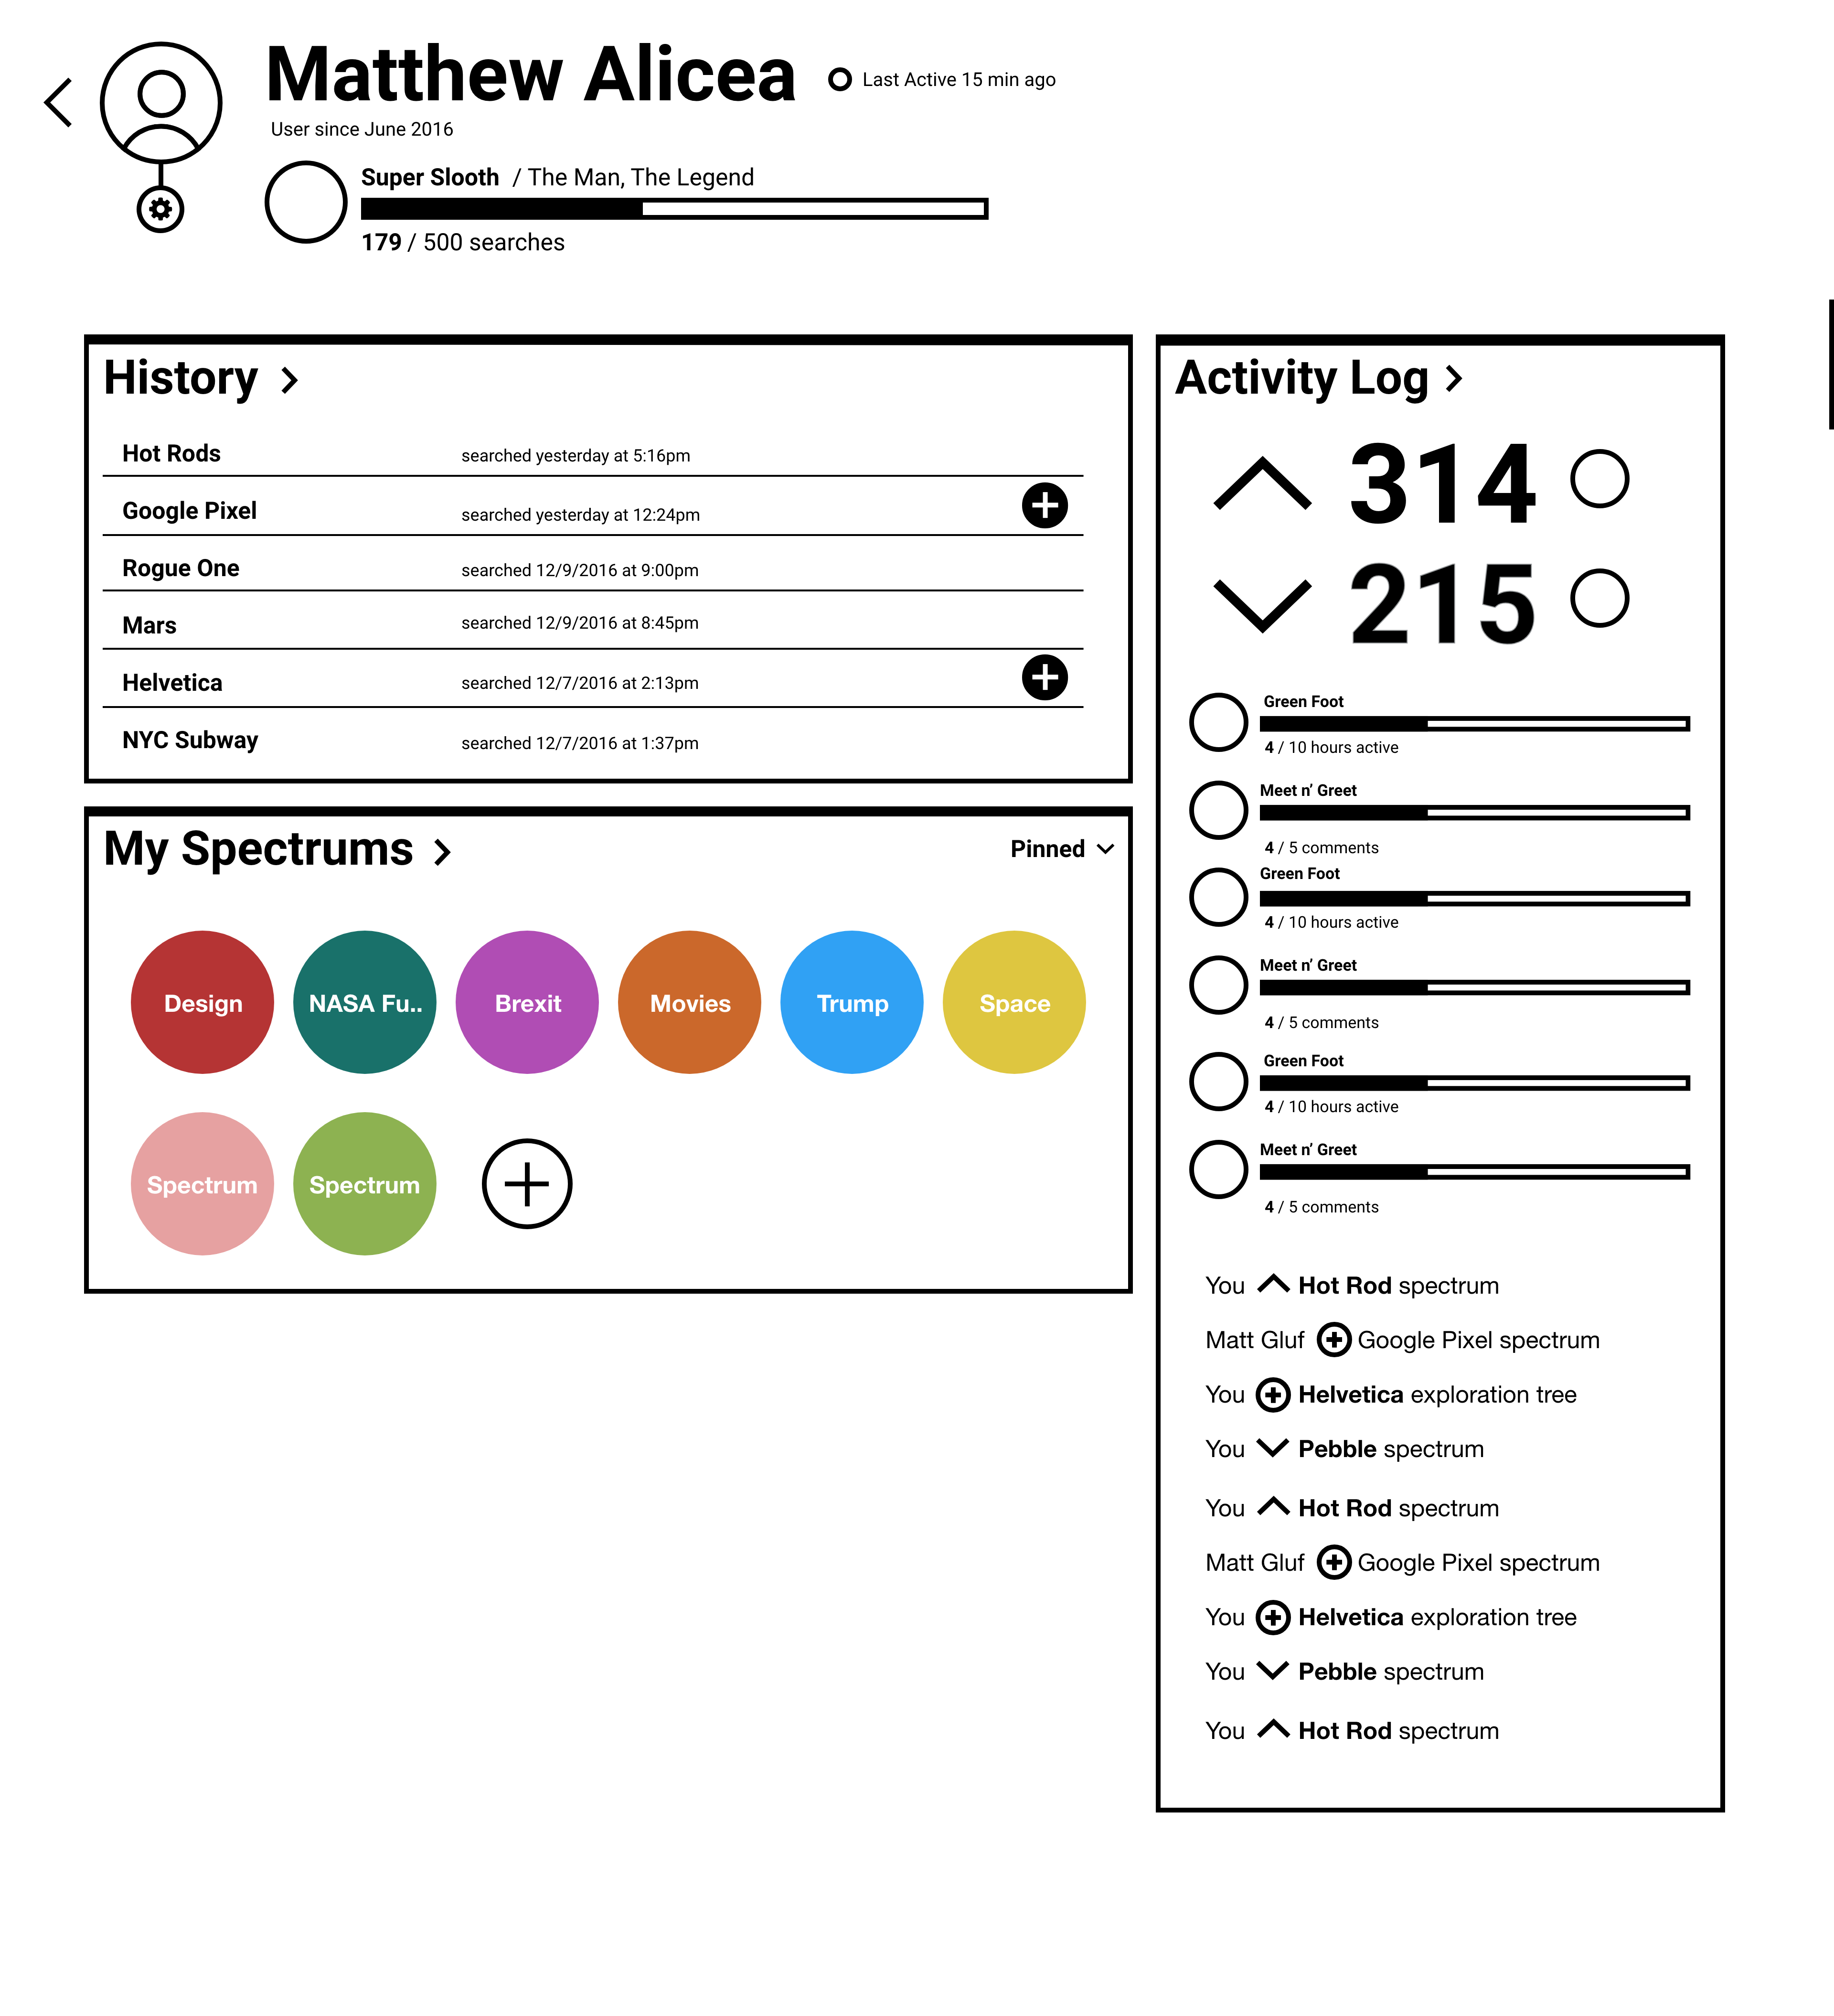 Matthew Alicea
Last Active 15 min ago
User since June 2016
Super Slooth / The Man, The Legend
179 / 500 searches
History
Hot Rods searched yesterday at 5:16pm
Google Pixel searched yesterday at 12:24pm
Rogue One searched 12/9/2016 at 9:00pm
Mars searched 12/9/2016 at 8:45pm
Helvetica searched 12/7/2016 at 2:13pm
NYC Subway searched 12/7/2016 at 1:37pm
My Spectrums
Pinned
Design NASA Fu.. Brexit Movies Trump Space
Spectrum Spectrum
Activity Log
314
215
Green Foot
4 / 10 hours active
Meet n’ Greet
4 / 5 comments
Green Foot
4 / 10 hours active
Meet n’ Greet
4 / 5 comments
Green Foot
4 / 10 hours active
Meet n’ Greet
4 / 5 comments
You Hot Rod spectrum
Matt Gluf Google Pixel spectrum
You Helvetica exploration tree
You Pebble spectrum
You Hot Rod spectrum
Matt Gluf Google Pixel spectrum
You Helvetica exploration tree
You Pebble spectrum
You Hot Rod spectrum